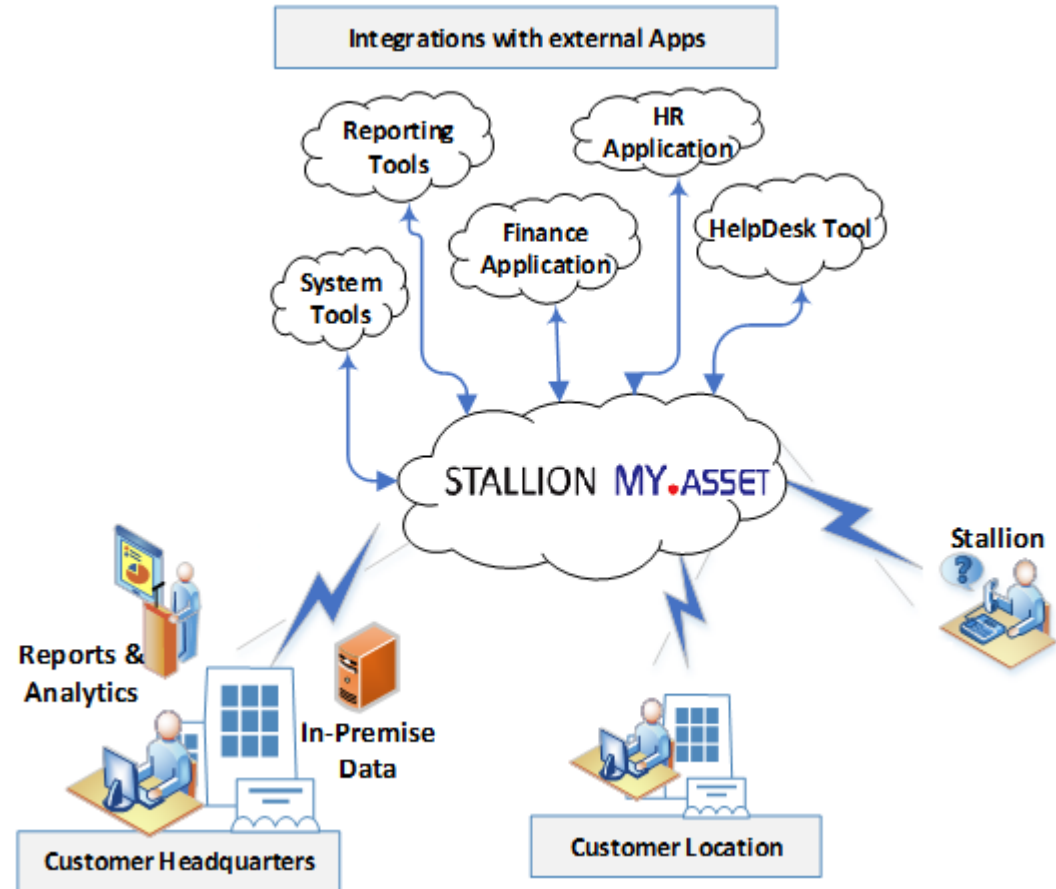 Integrations with external Apps
Reporting
Tools
HR
Application
Finance
Application
HelpDesk Tool
System
Tools
STALLION MY.ASSET
Stallion
?
Reports &
Analytics
In-Premise
Data
Customer Headquarters
Customer Location